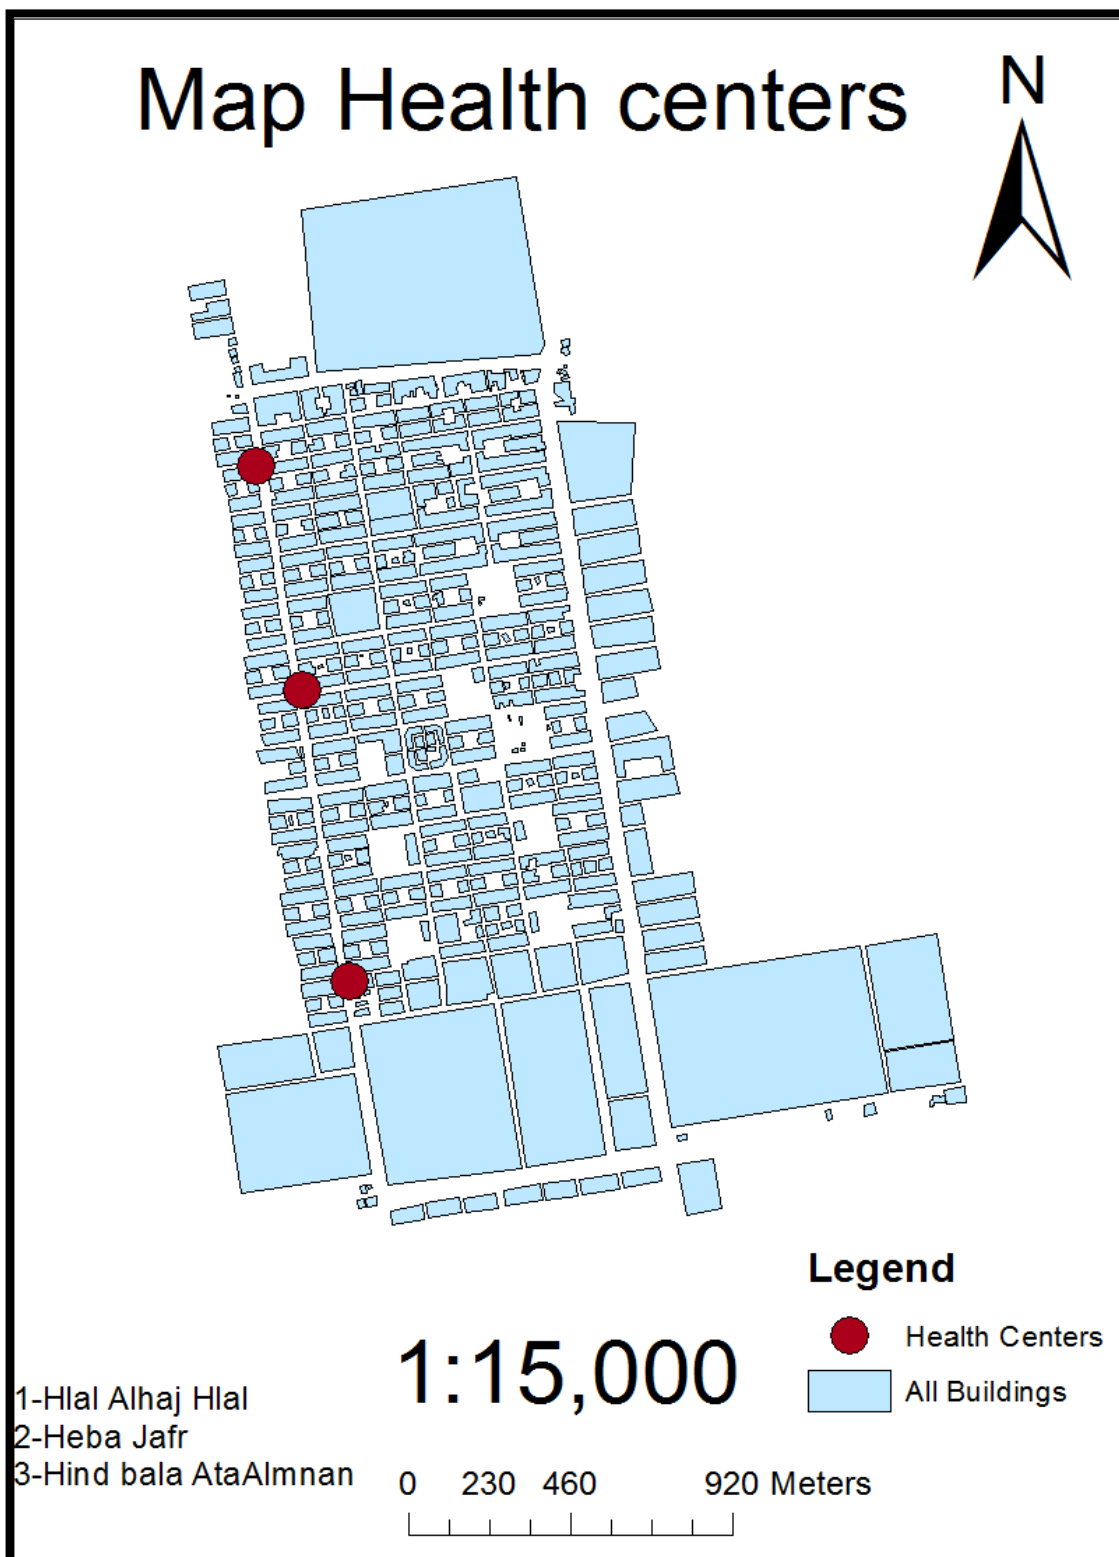 Map Health centers
N
Legend
Health Centers
All Buildings
1:15,000
1-Hlal Alhaj Hlal
2-Heba Jafr
3-Hind bala AtaAlmnan
0 230 460 920 Meters